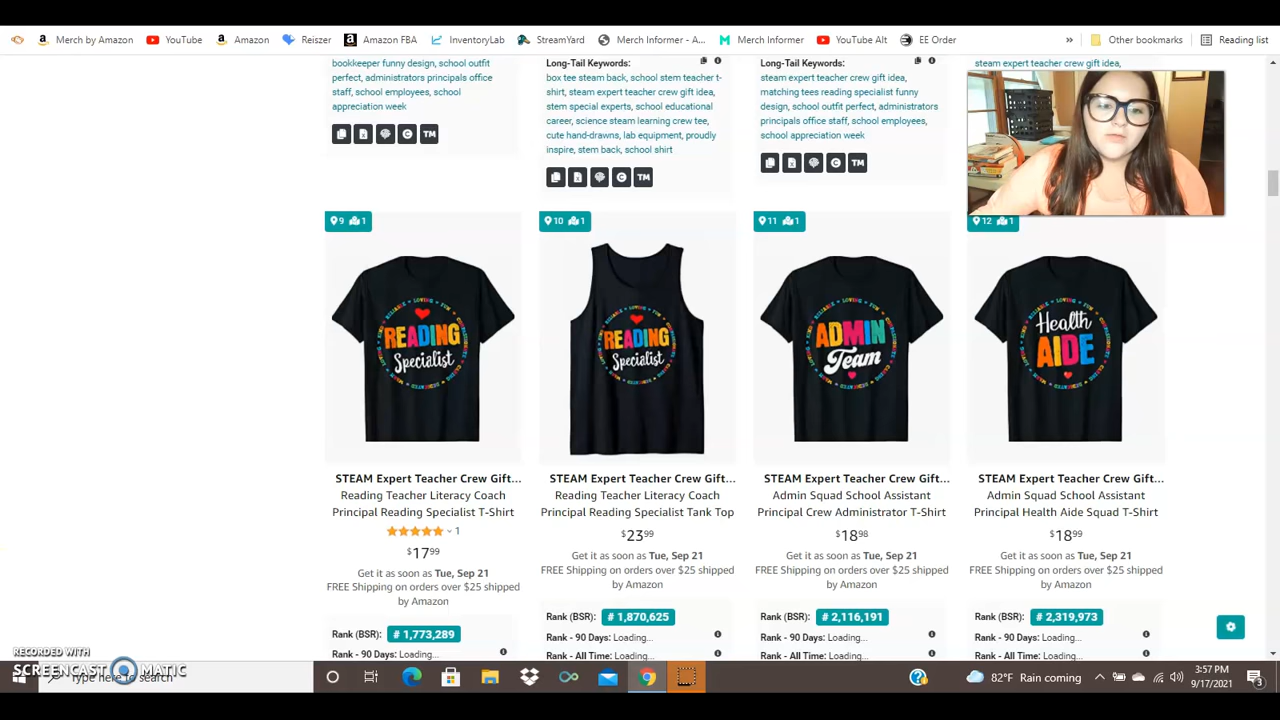 Merch by Amazon YouTube Amazon Reiszer Amazon FBA InventoryLab StreamYard Merch Informer - A... Merch Informer YouTube Alt EE Order » Other bookmarks Reading list
bookkeeper funny design, school outfit
perfect, administrators principals office
staff, school employees, school
appreciation week
Long-Tail Keywords:
box tee steam back, school stem teacher t-
shirt, steam expert teacher crew gift idea,
stem special experts, school educational
career, science steam learning crew tee,
cute hand-drawns, lab equipment, proudly
inspire, stem back, school shirt
TM
Long-Tail Keywords:
steam expert teacher crew gift idea,
matching tees reading specialist funny
design, school outfit perfect, administrators
principals office staff, school employees,
school appreciation week
TM
steam expert teacher crew gift idea,
TM
9 1
READING
Specialist
STEAM Expert Teacher Crew Gift...
Reading Teacher Literacy Coach
Principal Reading Specialist T-Shirt
1
$17.99
Get it as soon as Tue, Sep 21
FREE Shipping on orders over $25 shipped
by Amazon
Rank (BSR): # 1,773,289
Rank - 90 Days: Loading...
10 1
READING
Specialist
STEAM Expert Teacher Crew Gift...
Reading Teacher Literacy Coach
Principal Reading Specialist Tank Top
$23.99
Get it as soon as Tue, Sep 21
FREE Shipping on orders over $25 shipped
by Amazon
Rank (BSR): # 1,870,625
Rank - 90 Days: Loading...
Rank - All Time: Loading...
11 1
ADMIN
Team
STEAM Expert Teacher Crew Gift...
Admin Squad School Assistant
Principal Crew Administrator T-Shirt
$18.98
Get it as soon as Tue, Sep 21
FREE Shipping on orders over $25 shipped
by Amazon
Rank (BSR): # 2,116,191
Rank - 90 Days: Loading...
Rank - All Time: Loading...
12 1
Health
AIDE
STEAM Expert Teacher Crew Gift...
Admin Squad School Assistant
Principal Health Aide Squad T-Shirt
$18.99
Get it as soon as Tue, Sep 21
FREE Shipping on orders over $25 shipped
by Amazon
Rank (BSR): # 2,319,973
Rank - 90 Days: Loading...
Rank - All Time: Loading...
RECORDED WITH
SCREENCAST MATIC
Type here to search
82°F Rain coming
3:57 PM
9/17/2021
3